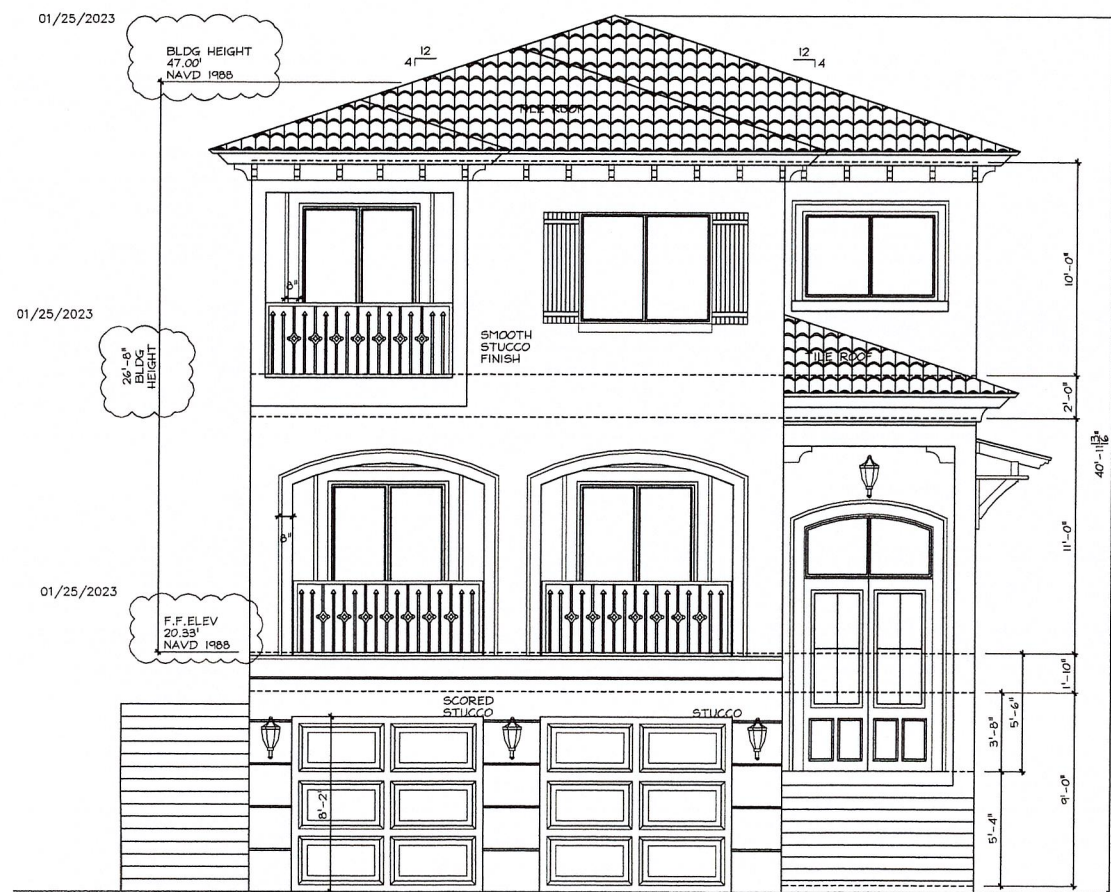 01/25/2023
BLDG HEIGHT
47.00'
NAVD 1988
12
4
12
4
TILE ROOF
10'-0"
8"
01/25/2023
SMOOTH
STUCCO
FINISH
26'-8"
BLDG
HEIGHT
TILE ROOF
2'-0"
40'-11 13/16"
11'-0"
8"
01/25/2023
F.F.ELEV
20.33'
NAVD 1988
1'-10"
SCORED
STUCCO
STUCCO
3'-8"
5'-6"
8'-2"
5'-4"
9'-0"